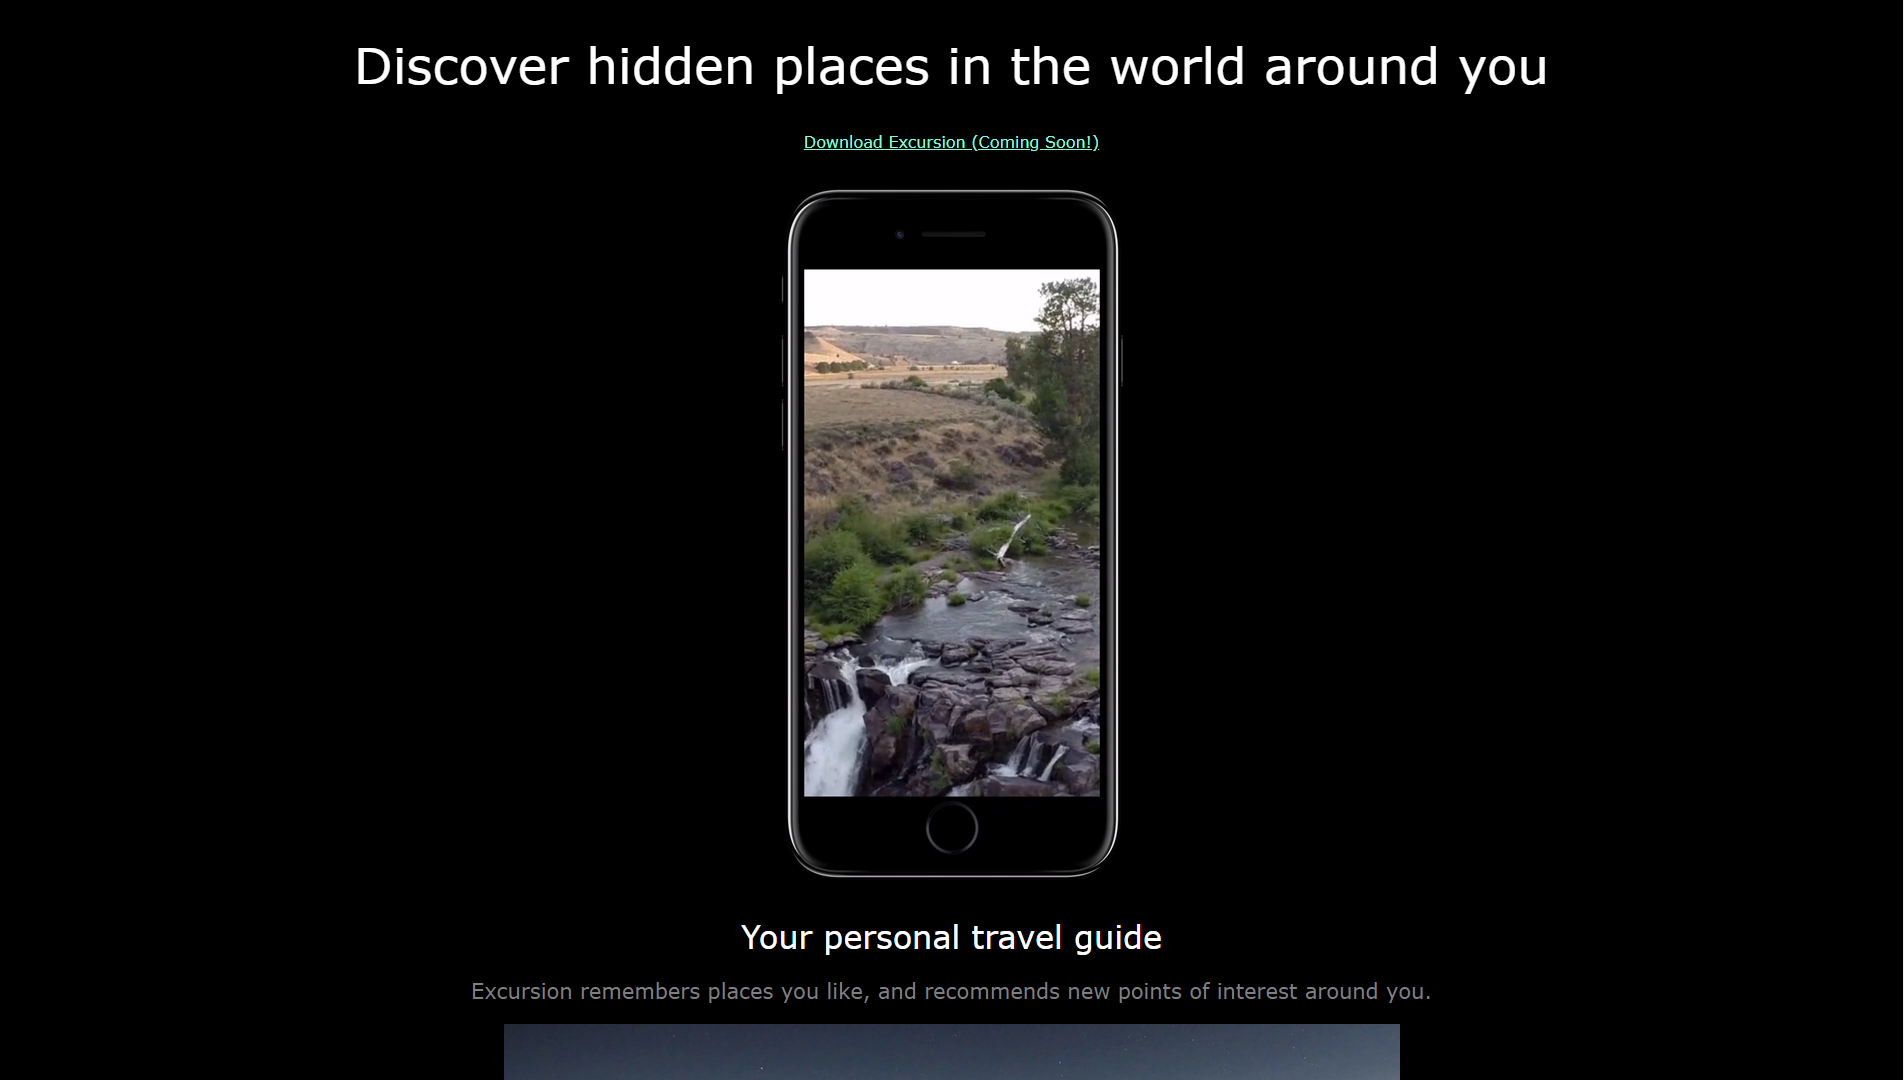 Discover hidden places in the world around you
Download Excursion (Coming Soon!)
Your personal travel guide
Excursion remembers places you like, and recommends new points of interest around you.